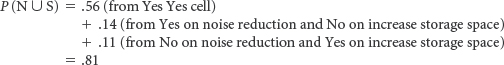 P(N ∪ S) = .56 (from Yes Yes cell)
+ .14 (from Yes on noise reduction and No on increase storage space)
+ .11 (from No on noise reduction and Yes on increase storage space)
= .81